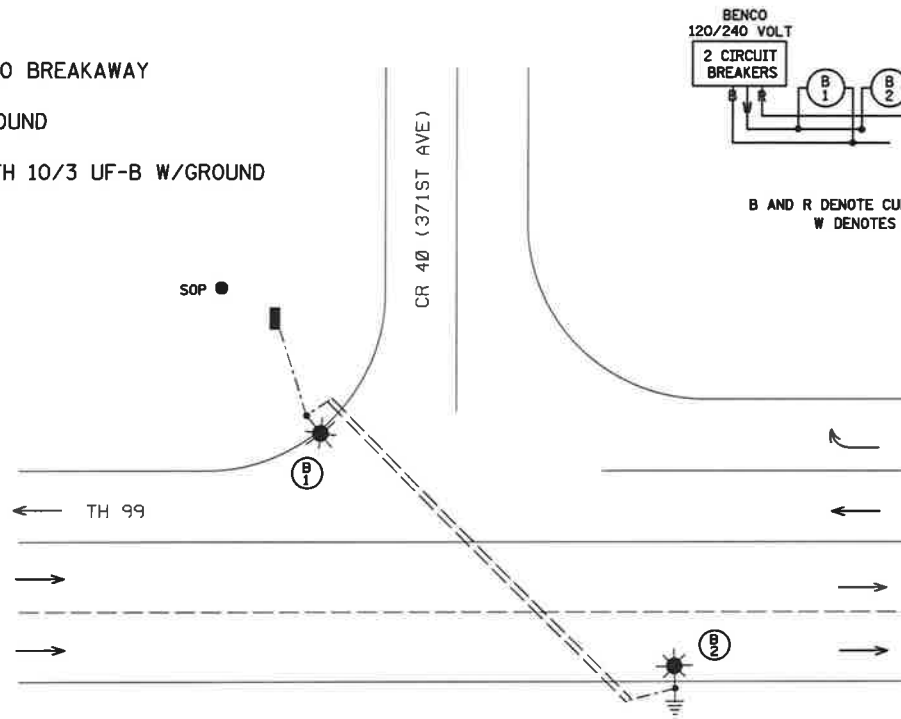 O BREAKAWAY
OUND
TH 10/3 UF-B W/GROUND
BENCO
120/240 VOLT
2 CIRCUIT
BREAKERS
B W R
B
1
B
2
B AND R DENOTE CU
W DENOTES
CR 40 (371ST AVE)
SOP
B
1
TH 99
B
2